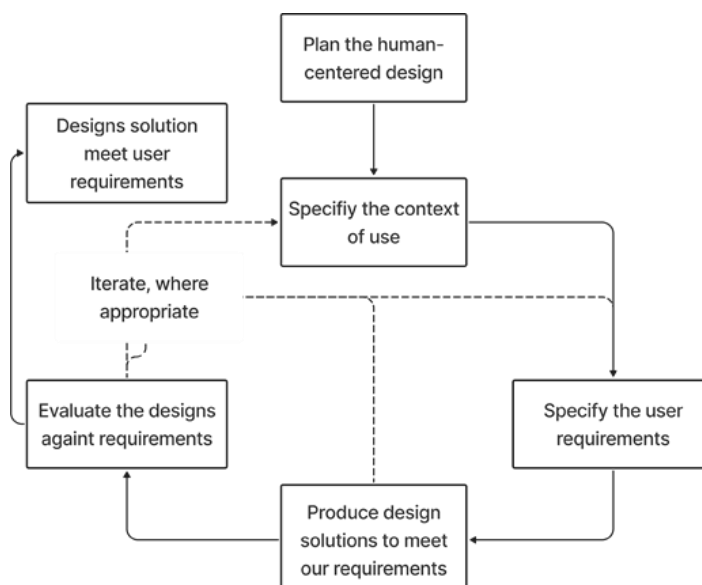 Plan the human-
centered design
Designs solution
meet user
requirements
Specifiy the context
of use
Iterate, where
appropriate
Evaluate the designs
againt requirements
Specify the user
requirements
Produce design
solutions to meet
our requirements